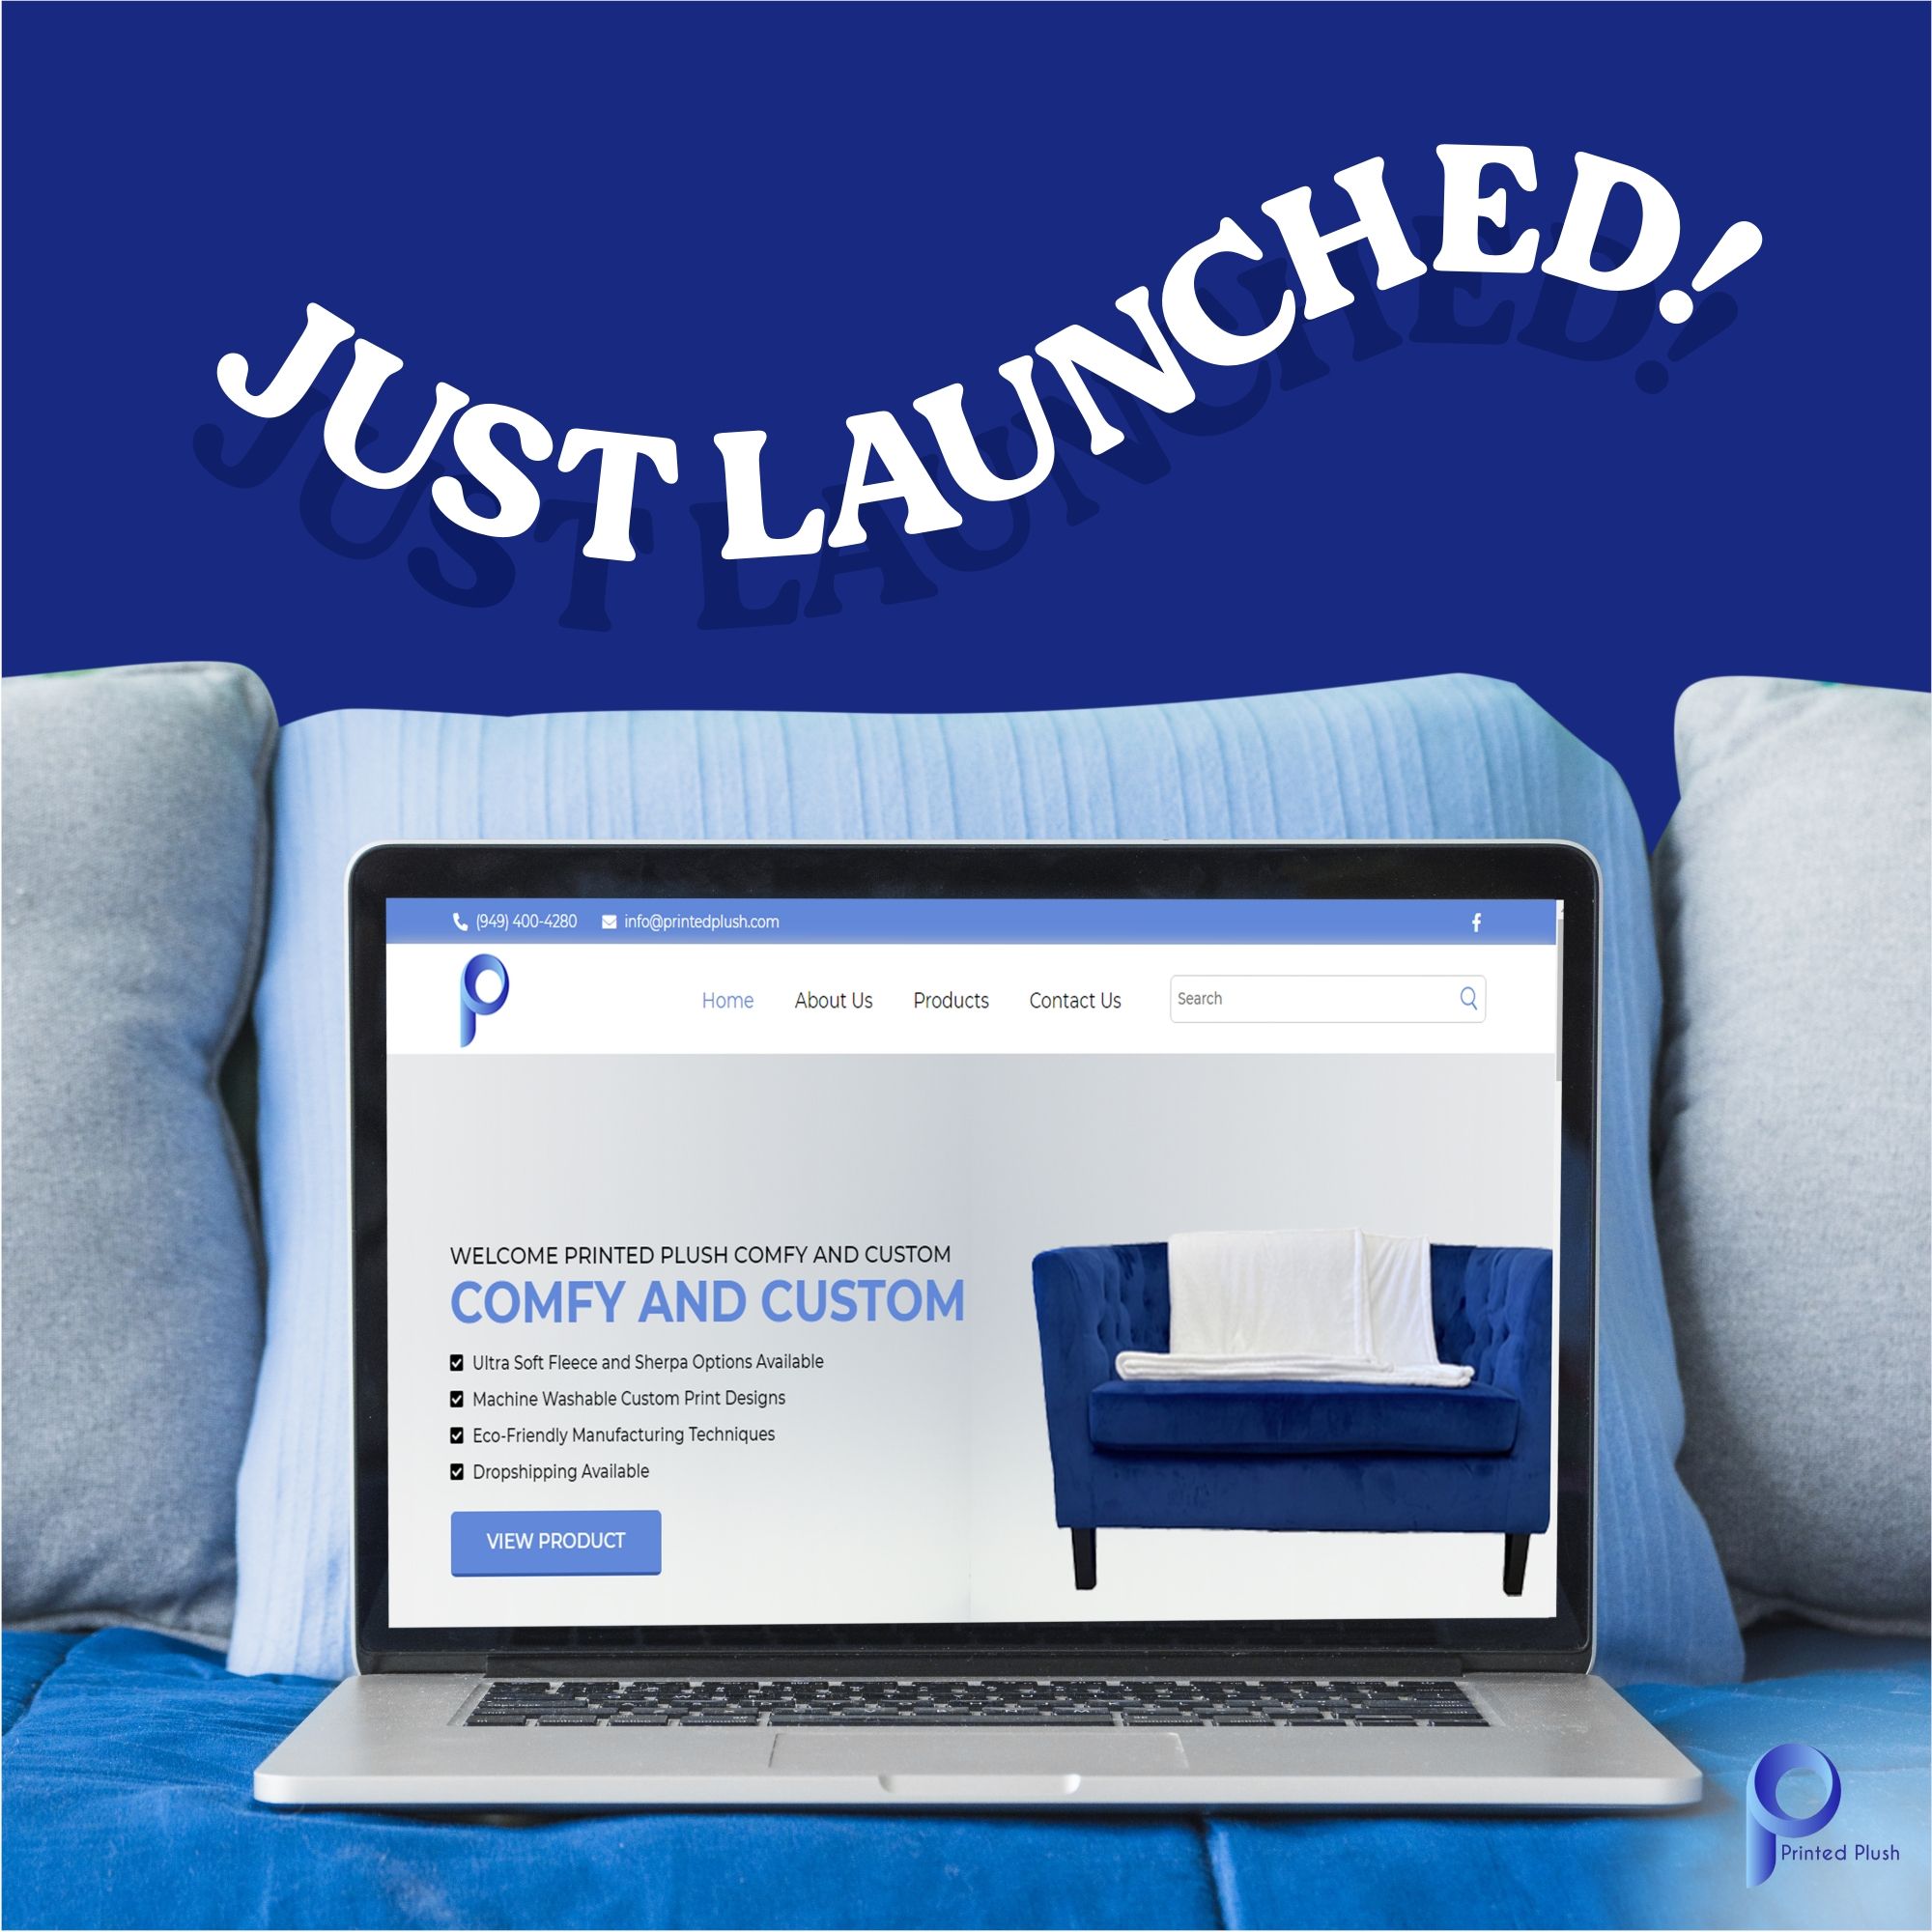 JUST LAUNCHED!
(949) 400-4280 info@printedplush.com
Home About Us Products Contact Us Search
WELCOME PRINTED PLUSH COMFY AND CUSTOM
COMFY AND CUSTOM
Ultra Soft Fleece and Sherpa Options Available
Machine Washable Custom Print Designs
Eco-Friendly Manufacturing Techniques
Dropshipping Available
VIEW PRODUCT
Printed Plush